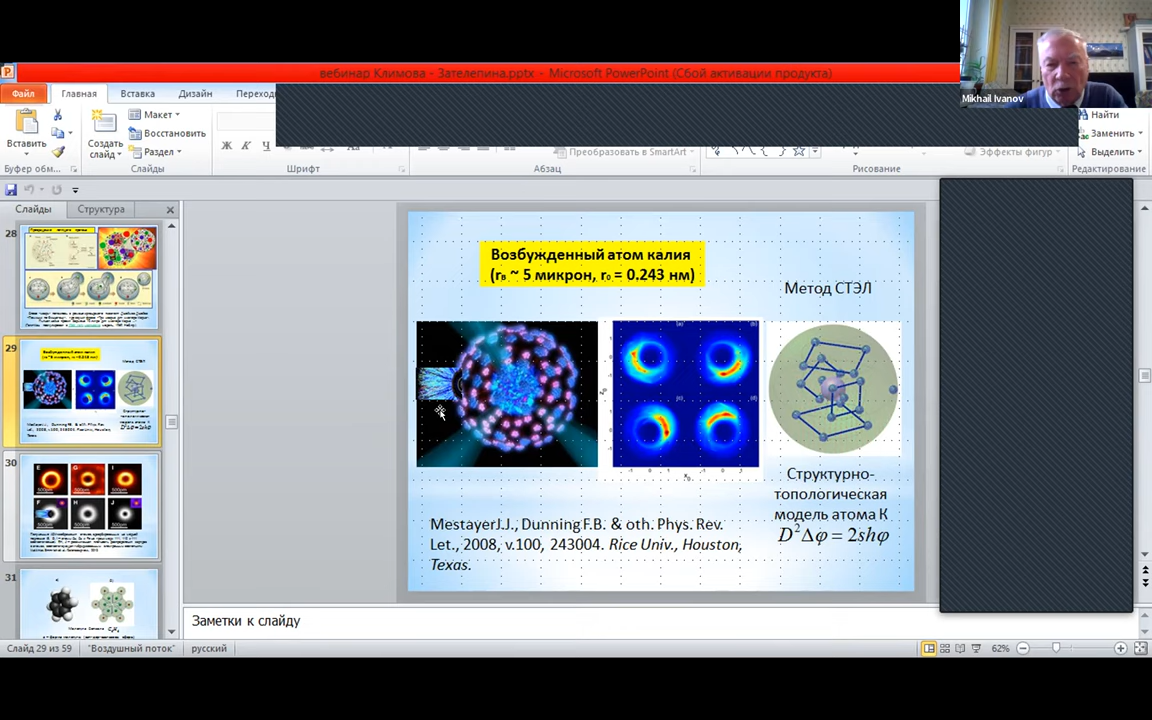 вебинар Климова - Зателепина.pptx - Microsoft PowerPoint (Сбой активации продукта)
Mikhail Ivanov
Файл
Главная
Вставка
Дизайн
Переход
Вставить
Создать слайд
Макет
Восстановить
Раздел
Ж К Ч
Преобразовать в SmartArt
Эффекты фигур
Найти
Заменить
Выделить
Буфер обм...
Слайды
Шрифт
Абзац
Рисование
Редактирование
Слайды
Структура
28
29
30
31
Возбужденный атом калия
(rв ~ 5 микрон, r₀ = 0.243 нм)
Метод СТЭЛ
Структурно-
топологическая
модель атома К
D²Δφ = 2shφ
MestayerJ.J., Dunning F.B. & oth. Phys. Rev.
Let., 2008, v.100, 243004. Rice Univ., Houston,
Texas.
Заметки к слайду
Слайд 29 из 59
"Воздушный поток"
русский
62%